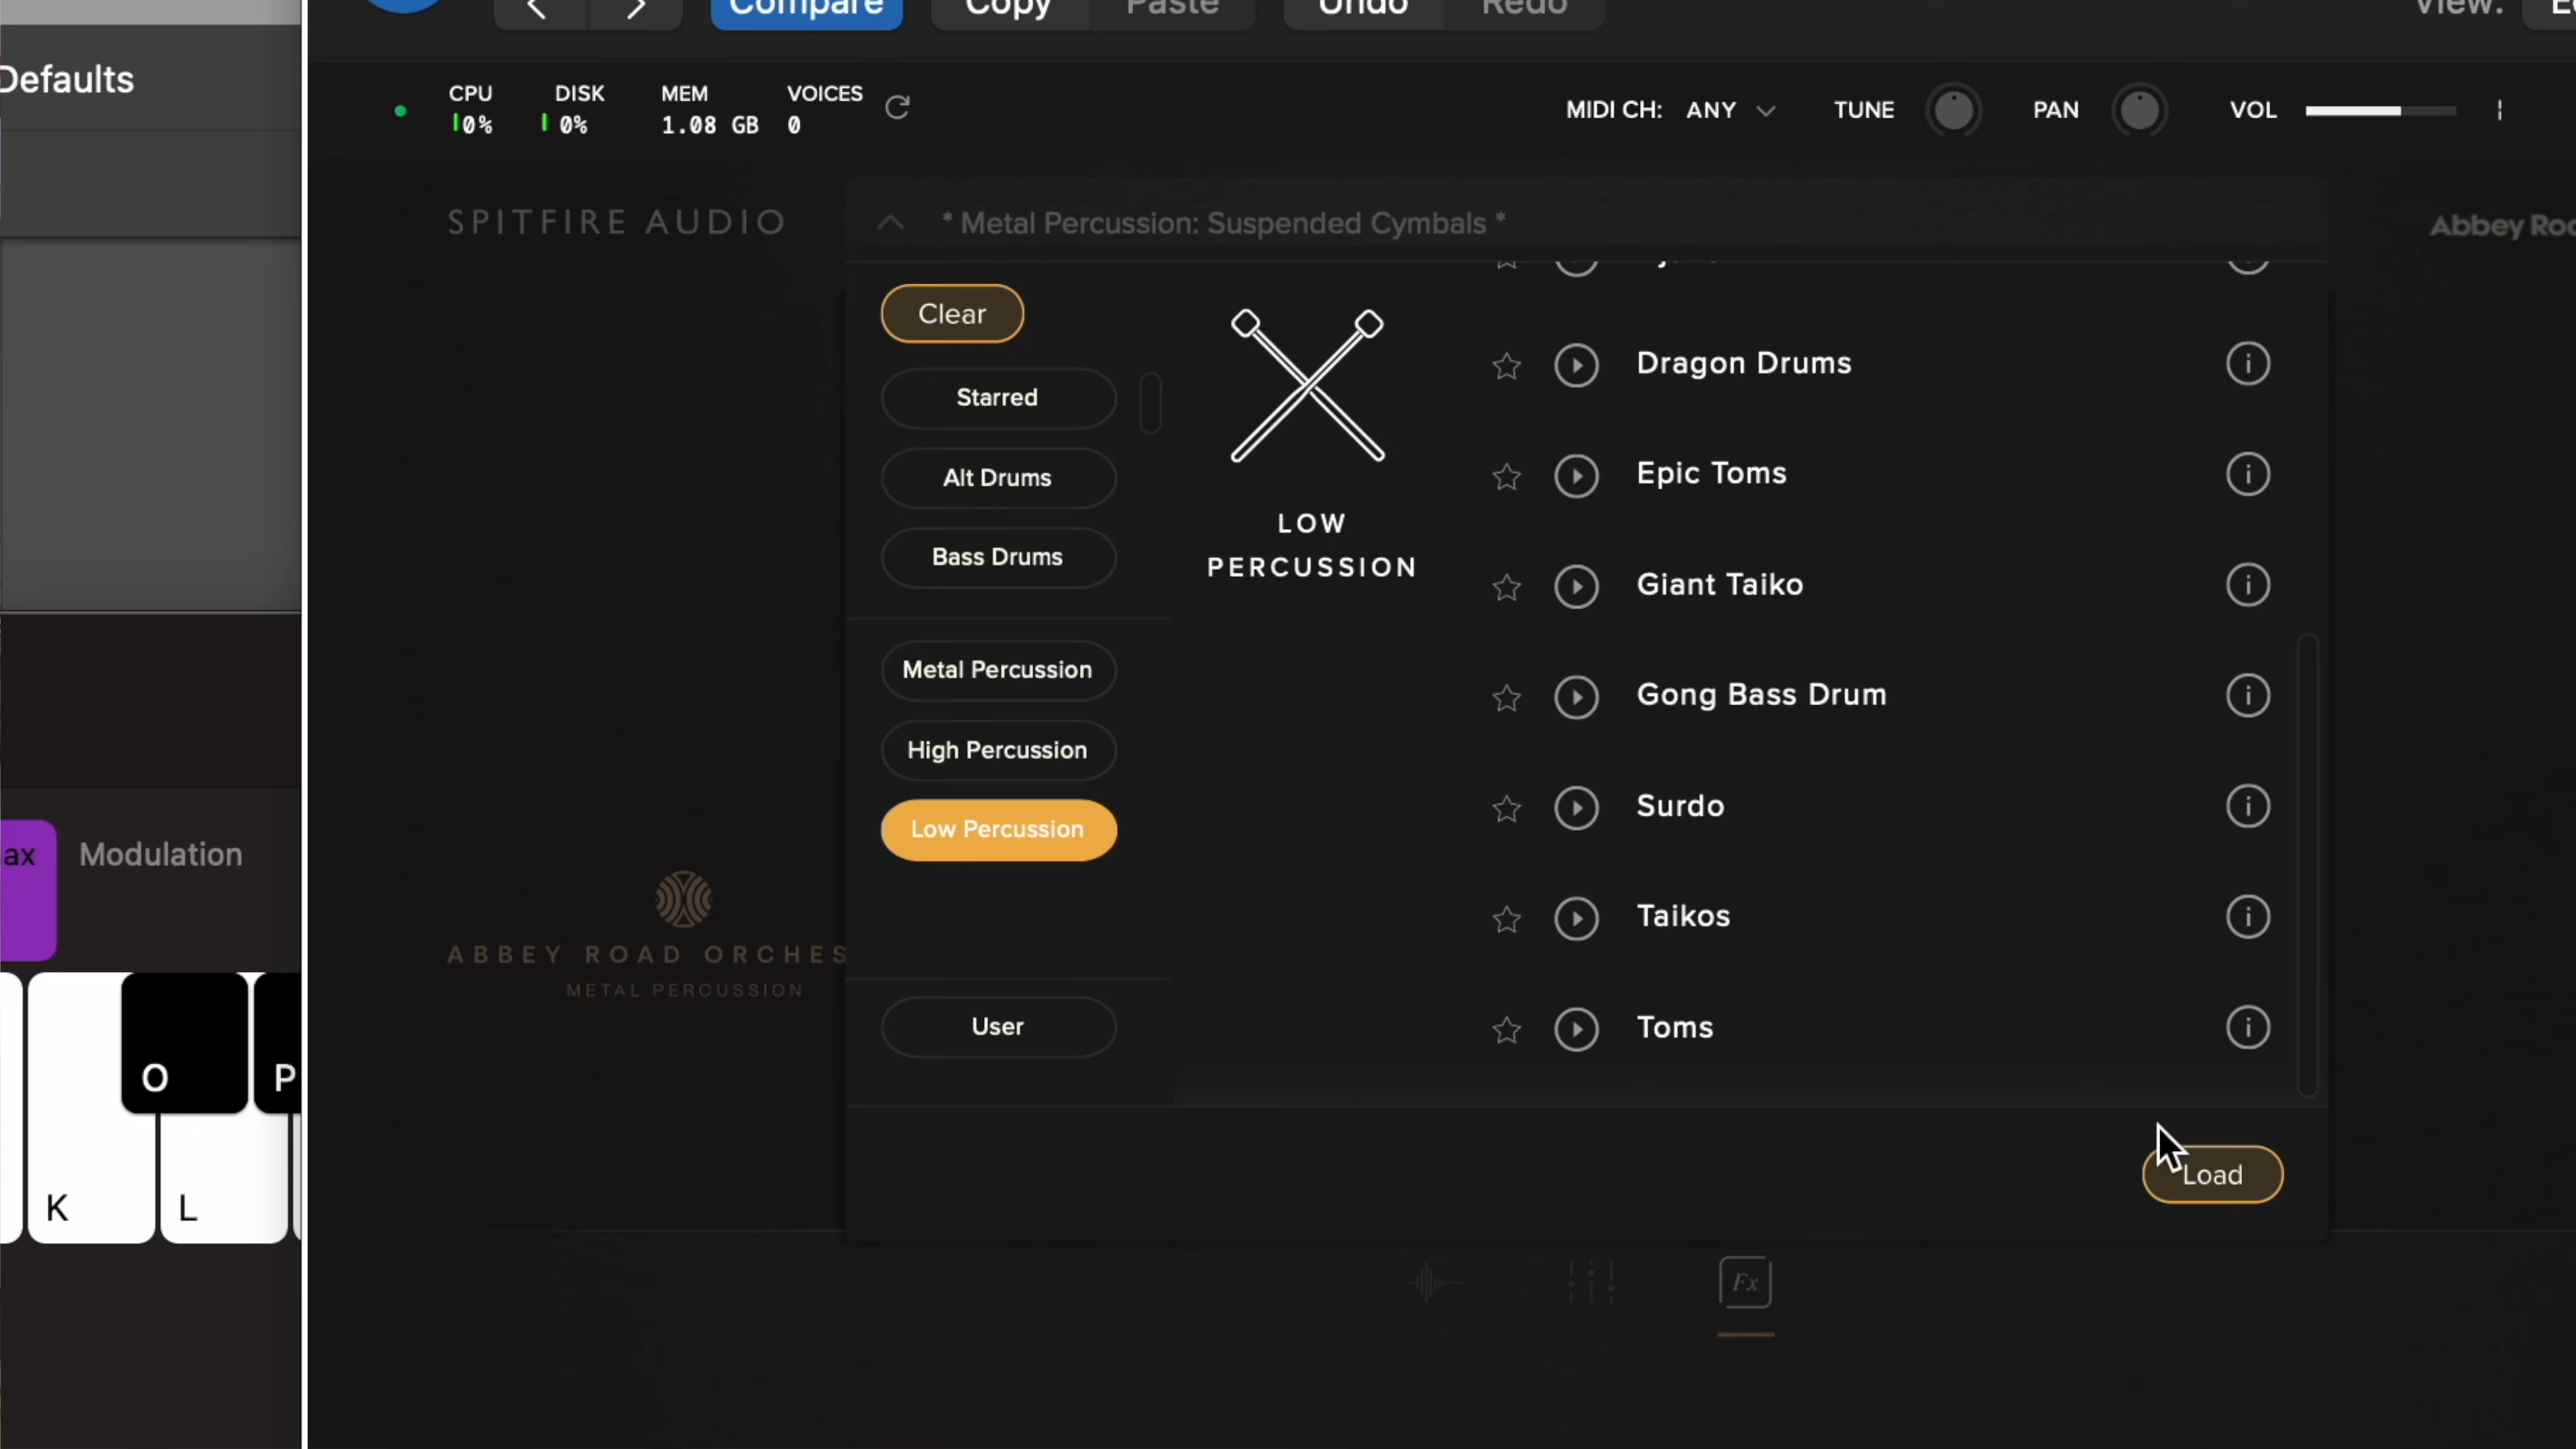 Compare Copy Paste Undo Redo View:
Defaults
CPU DISK MEM VOICES
0% 0% 1.08 GB 0
MIDI CH: ANY TUNE PAN VOL
SPITFIRE AUDIO
* Metal Percussion: Suspended Cymbals *
Abbey Roa
Clear
Starred
Alt Drums
Bass Drums
Metal Percussion
High Percussion
Low Percussion
User
LOW
PERCUSSION
Dragon Drums
Epic Toms
Giant Taiko
Gong Bass Drum
Surdo
Taikos
Toms
Load
ax Modulation
ABBEY ROAD ORCHES
METAL PERCUSSION
O P
K L
Fx